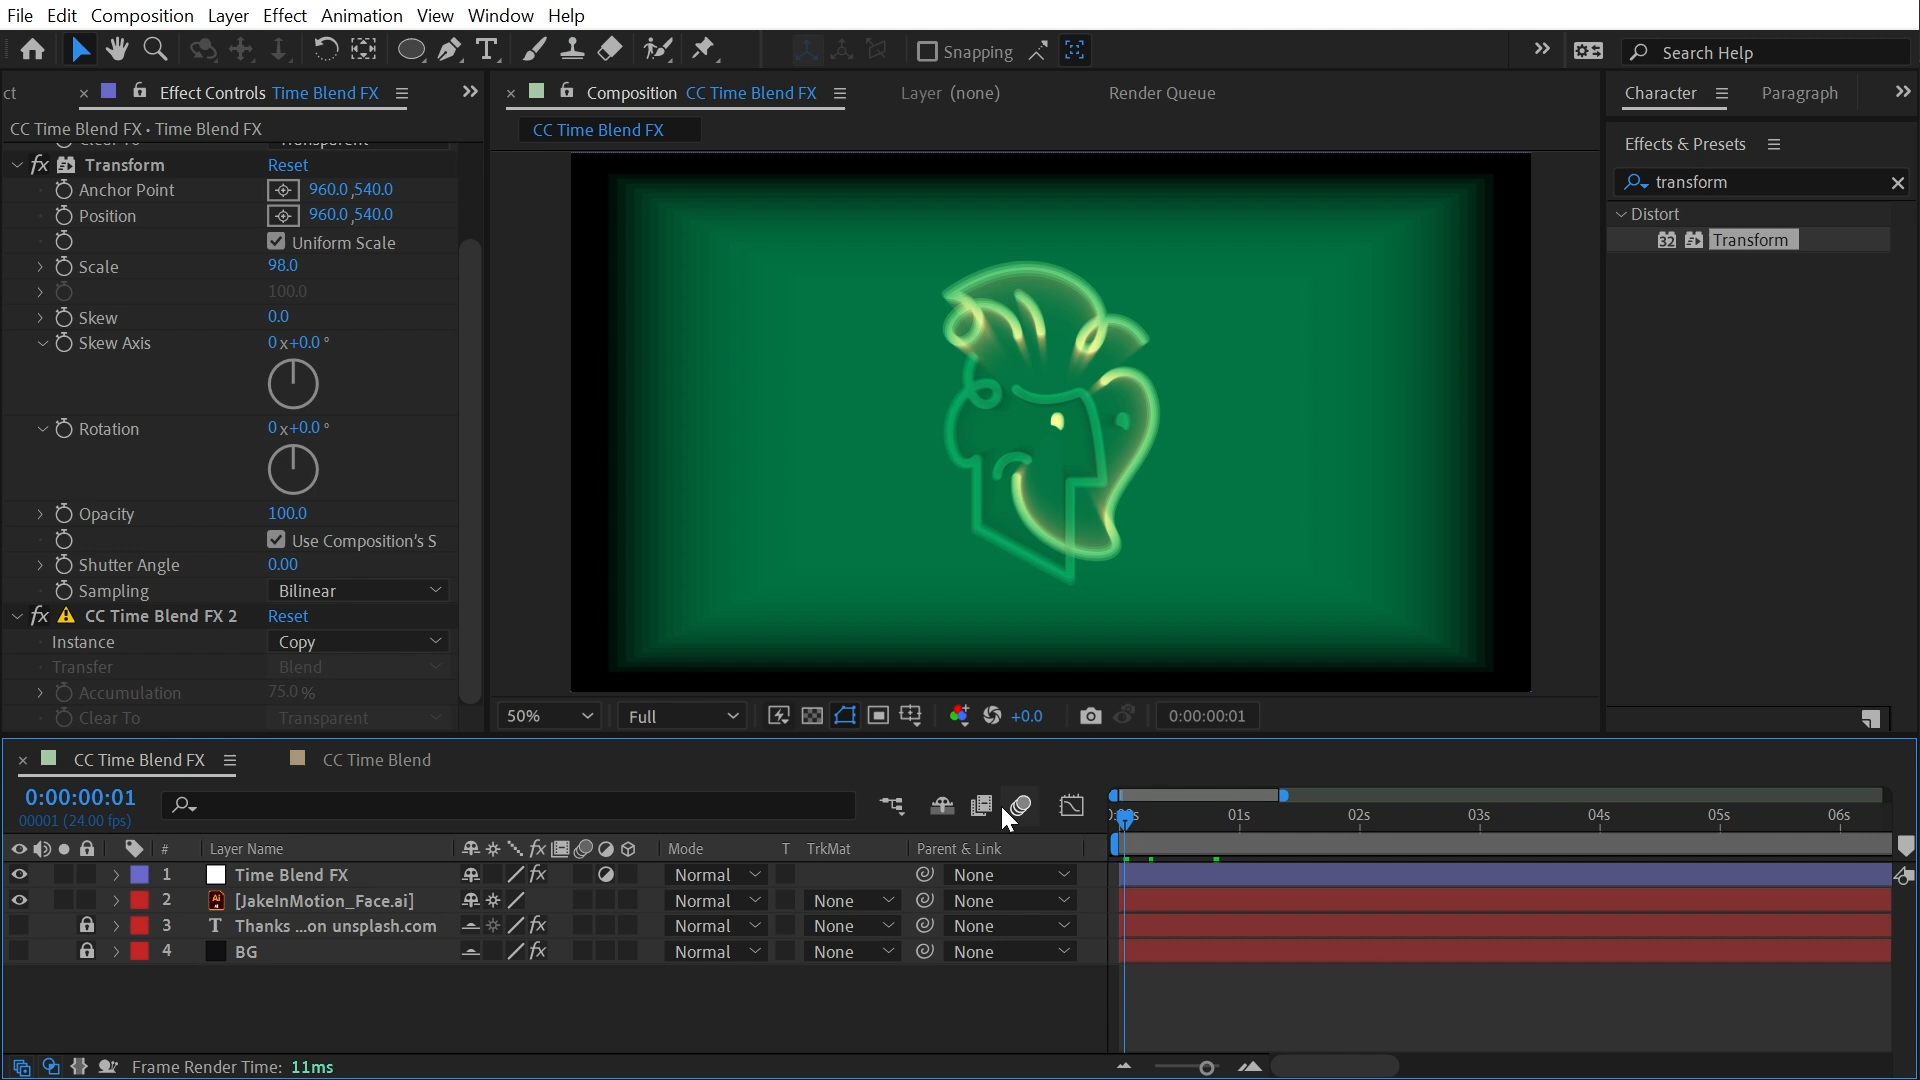 File Edit Composition Layer Effect Animation View Window Help
Snapping
Search Help
ct
Effect Controls Time Blend FX
Composition CC Time Blend FX
Layer (none)
Render Queue
Character
Paragraph
CC Time Blend FX • Time Blend FX
CC Time Blend FX
Effects & Presets
transform
Distort
32 Transform
fx Transform Reset
Anchor Point 960.0 ,540.0
Position 960.0 ,540.0
Uniform Scale
Scale 98.0
100.0
Skew 0.0
Skew Axis 0 x+0.0 °
Rotation 0 x+0.0 °
Opacity 100.0
Use Composition's S
Shutter Angle 0.00
Sampling Bilinear
fx CC Time Blend FX 2 Reset
Instance Copy
Transfer Blend
Accumulation 75.0 %
Clear To Transparent
50% Full +0.0 0:00:00:01
CC Time Blend FX
CC Time Blend
0:00:00:01
00001 (24.00 fps)
01s 02s 03s 04s 05s 06s
# Layer Name fx Mode T TrkMat Parent & Link
1 Time Blend FX fx Normal None
2 Ai [JakeInMotion_Face.ai] Normal None None
3 T Thanks ...on unsplash.com fx Normal None None
4 BG fx Normal None None
Frame Render Time: 11ms